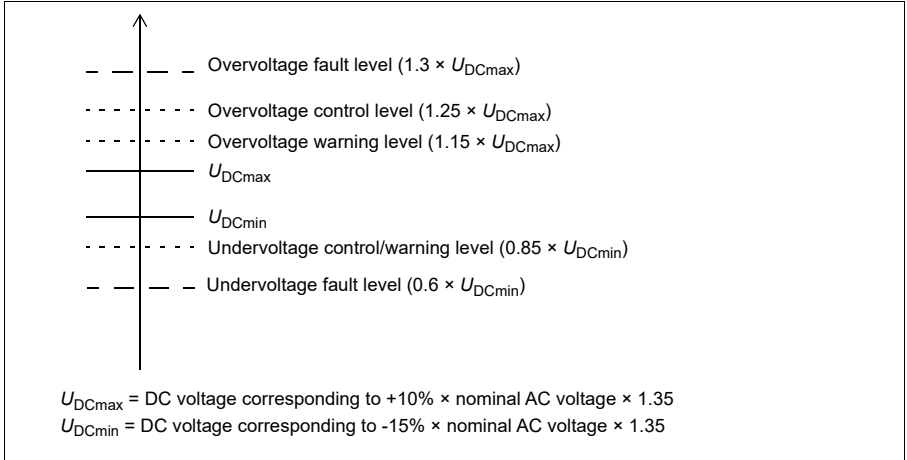 Overvoltage fault level (1.3 × UDCmax)
Overvoltage control level (1.25 × UDCmax)
Overvoltage warning level (1.15 × UDCmax)
UDCmax
UDCmin
Undervoltage control/warning level (0.85 × UDCmin)
Undervoltage fault level (0.6 × UDCmin)
UDCmax = DC voltage corresponding to +10% × nominal AC voltage × 1.35
UDCmin = DC voltage corresponding to -15% × nominal AC voltage × 1.35